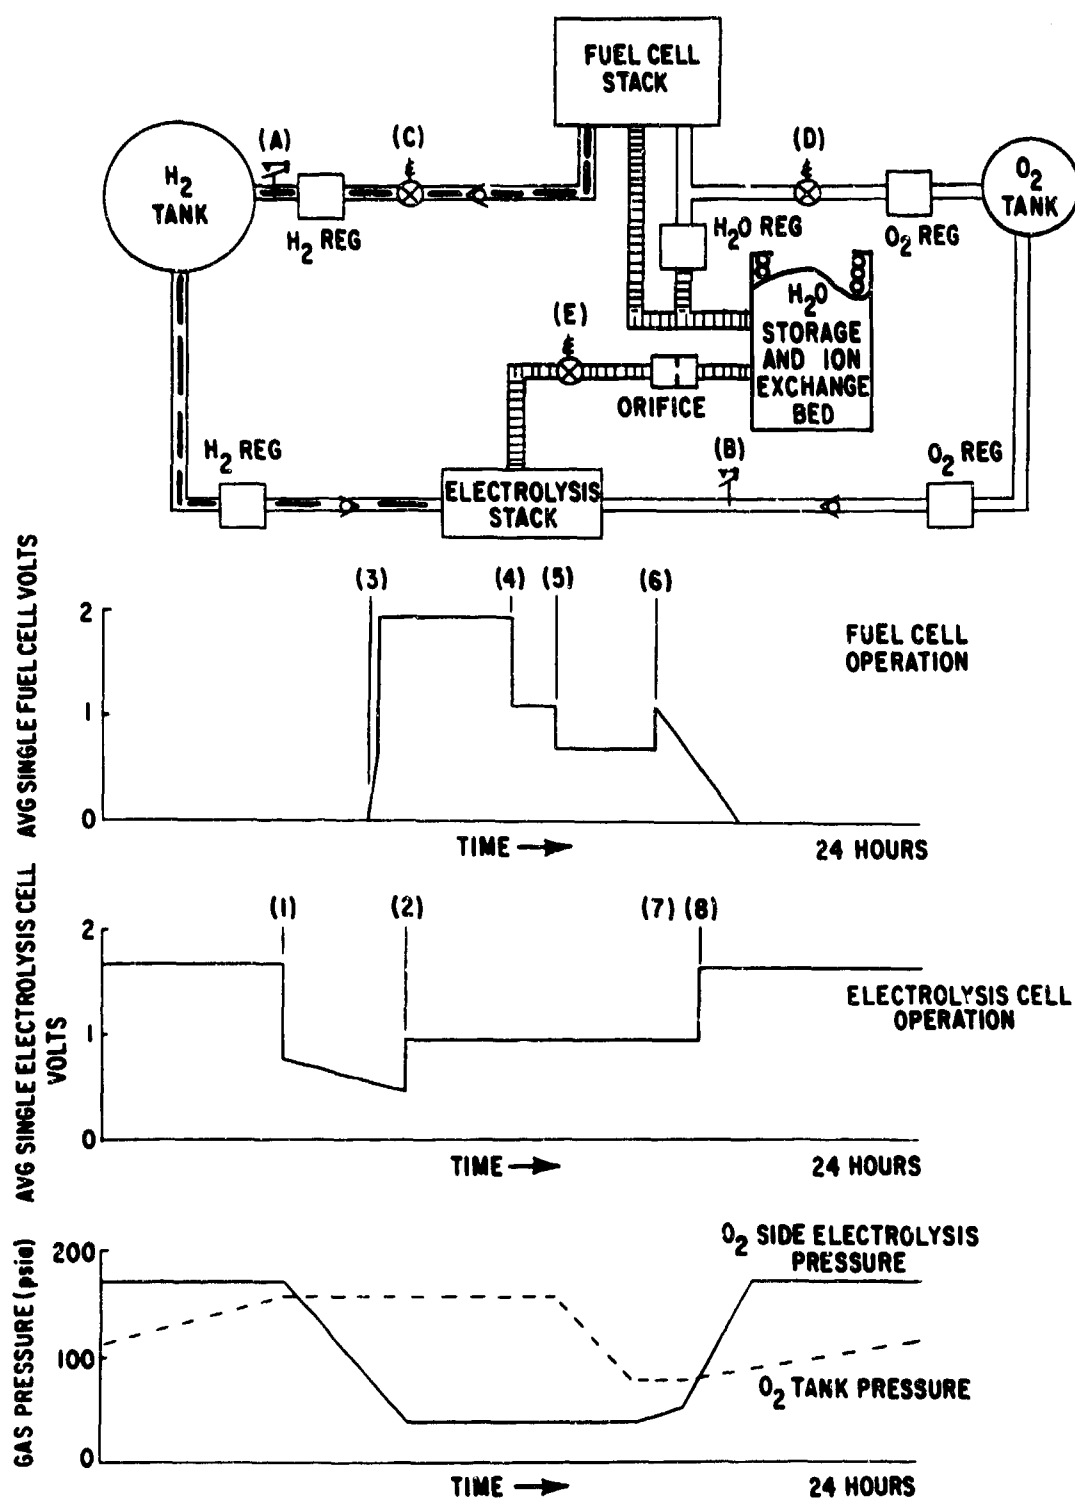 FUEL CELL
STACK
(A)
(C)
(D)
H2
TANK
O2
TANK
H2 REG
H2O REG
O2 REG
(E)
H2O
STORAGE
AND ION
EXCHANGE
BED
ORIFICE
H2 REG
(B)
O2 REG
ELECTROLYSIS
STACK
AVG SINGLE FUEL CELL VOLTS
(3)
(4)
(5)
(6)
2
1
0
FUEL CELL
OPERATION
TIME
24 HOURS
AVG SINGLE ELECTROLYSIS CELL
VOLTS
(1)
(2)
(7)
(8)
2
1
0
ELECTROLYSIS CELL
OPERATION
TIME
24 HOURS
GAS PRESSURE (psia)
200
100
0
O2 SIDE ELECTROLYSIS
PRESSURE
O2 TANK PRESSURE
TIME
24 HOURS